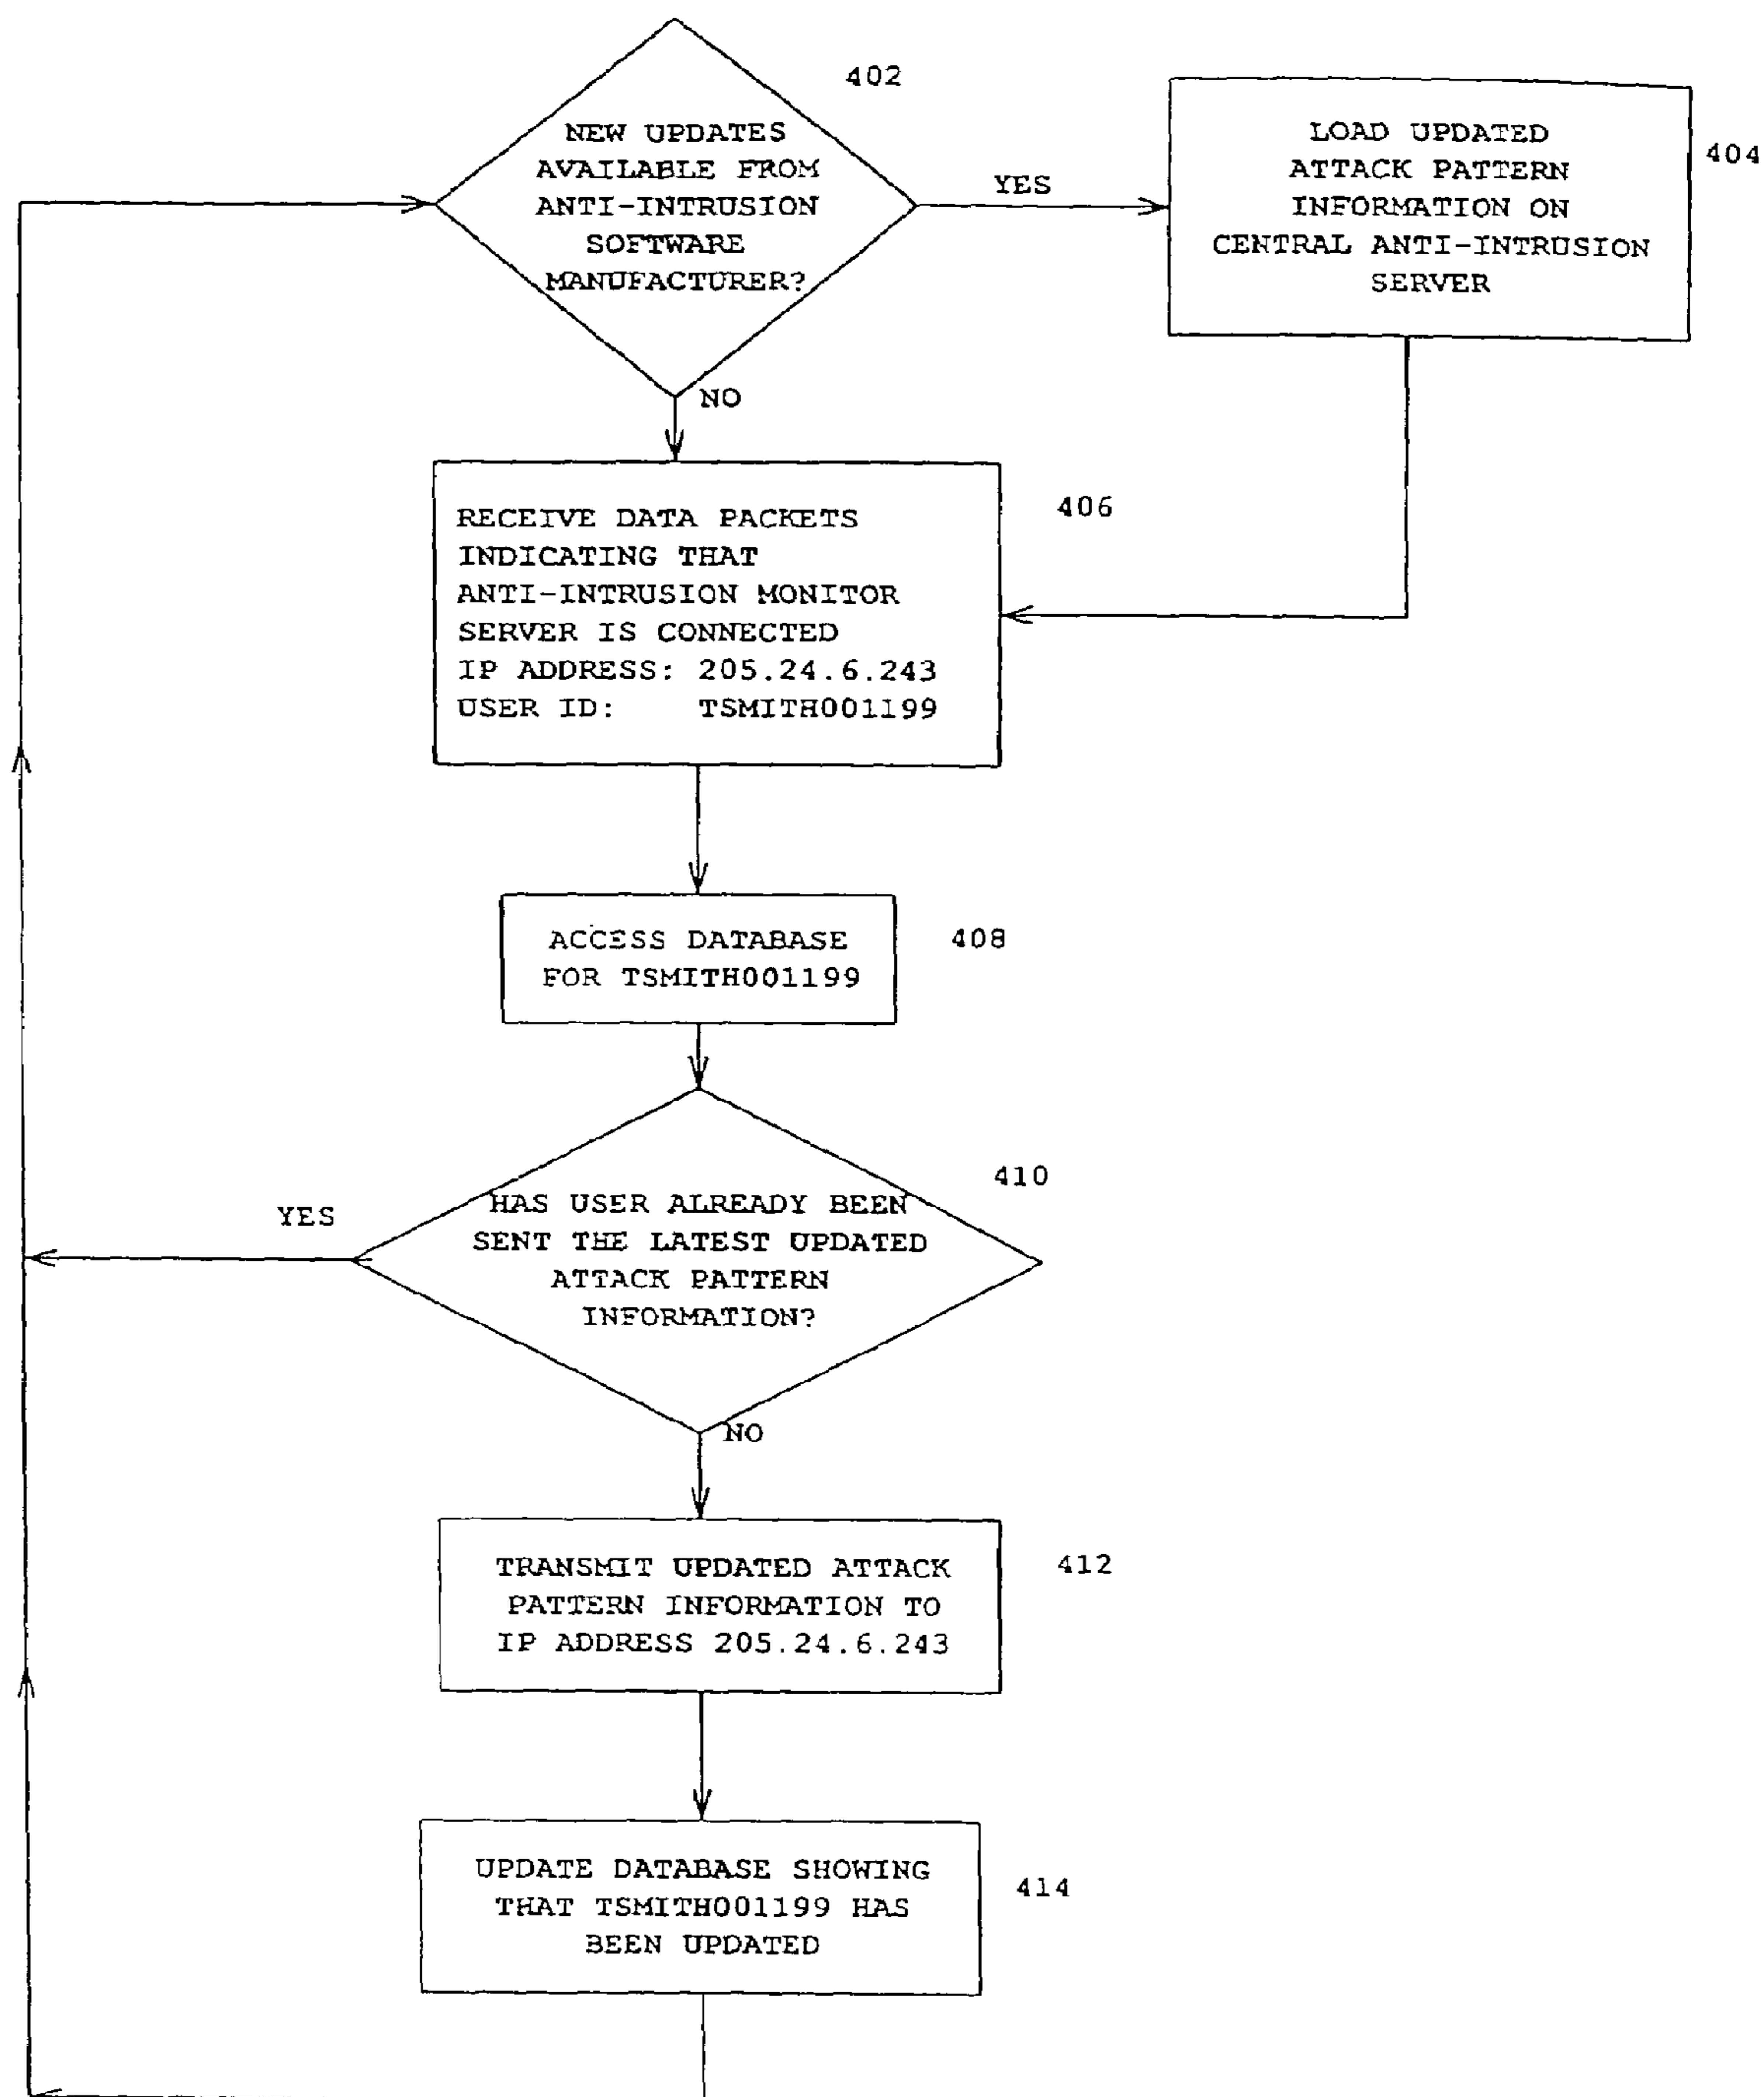 402
NEW UPDATES
AVAILABLE FROM
ANTI-INTRUSION
SOFTWARE
MANUFACTURER?
YES
LOAD UPDATED
ATTACK PATTERN
INFORMATION ON
CENTRAL ANTI-INTRUSION
SERVER
404
NO
RECEIVE DATA PACKETS
INDICATING THAT
ANTI-INTRUSION MONITOR
SERVER IS CONNECTED
IP ADDRESS: 205.24.6.243
USER ID: TSMITH001199
406
ACCESS DATABASE
FOR TSMITH001199
408
410
HAS USER ALREADY BEEN
SENT THE LATEST UPDATED
ATTACK PATTERN
INFORMATION?
YES
NO
TRANSMIT UPDATED ATTACK
PATTERN INFORMATION TO
IP ADDRESS 205.24.6.243
412
UPDATE DATABASE SHOWING
THAT TSMITH001199 HAS
BEEN UPDATED
414